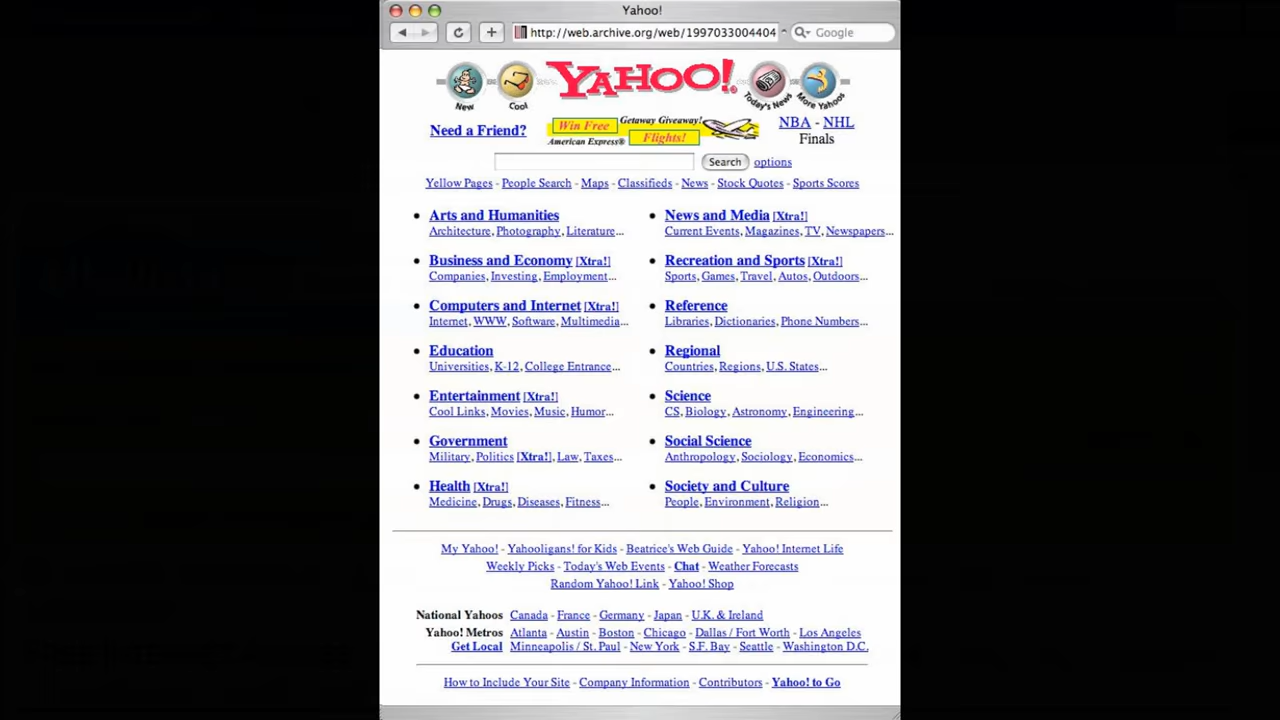 Yahoo!
http://web.archive.org/web/1997033004404
Google
New
Cool
YAHOO!
Today's News
More Yahoos
Need a Friend?
Win Free
Getaway Giveaway!
American Express®
Flights!
NBA - NHL
Finals
Search
options
Yellow Pages - People Search - Maps - Classifieds - News - Stock Quotes - Sports Scores
Arts and Humanities
Architecture, Photography, Literature...
Business and Economy [Xtra!]
Companies, Investing, Employment...
Computers and Internet [Xtra!]
Internet, WWW, Software, Multimedia...
Education
Universities, K-12, College Entrance...
Entertainment [Xtra!]
Cool Links, Movies, Music, Humor...
Government
Military, Politics [Xtra!], Law, Taxes...
Health [Xtra!]
Medicine, Drugs, Diseases, Fitness...
News and Media [Xtra!]
Current Events, Magazines, TV, Newspapers...
Recreation and Sports [Xtra!]
Sports, Games, Travel, Autos, Outdoors...
Reference
Libraries, Dictionaries, Phone Numbers...
Regional
Countries, Regions, U.S. States...
Science
CS, Biology, Astronomy, Engineering...
Social Science
Anthropology, Sociology, Economics...
Society and Culture
People, Environment, Religion...
My Yahoo! - Yahooligans! for Kids - Beatrice's Web Guide - Yahoo! Internet Life
Weekly Picks - Today's Web Events - Chat - Weather Forecasts
Random Yahoo! Link - Yahoo! Shop
National Yahoos Canada - France - Germany - Japan - U.K. & Ireland
Yahoo! Metros Atlanta - Austin - Boston - Chicago - Dallas / Fort Worth - Los Angeles
Get Local Minneapolis / St. Paul - New York - S.F. Bay - Seattle - Washington D.C.
How to Include Your Site - Company Information - Contributors - Yahoo! to Go